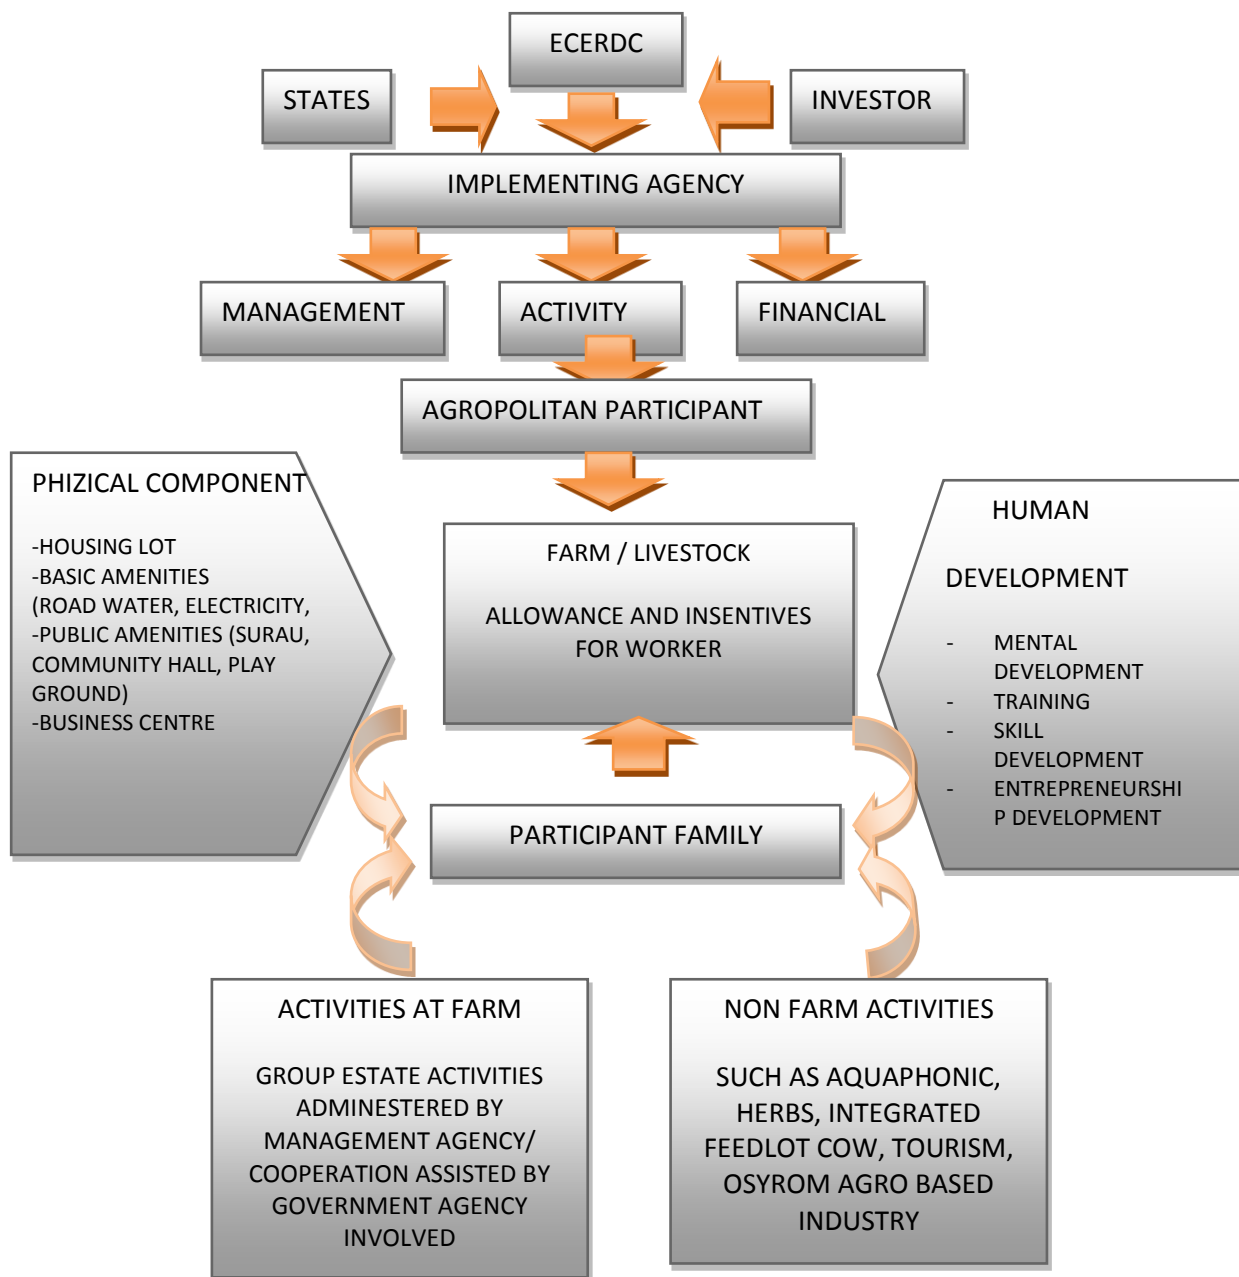 ECERDC
STATES
INVESTOR
IMPLEMENTING AGENCY
MANAGEMENT
ACTIVITY
FINANCIAL
AGROPOLITAN PARTICIPANT
PHIZICAL COMPONENT
-HOUSING LOT
-BASIC AMENITIES
(ROAD WATER, ELECTRICITY,
-PUBLIC AMENITIES (SURAU,
COMMUNITY HALL, PLAY
GROUND)
-BUSINESS CENTRE
FARM / LIVESTOCK
ALLOWANCE AND INSENTIVES
FOR WORKER
HUMAN
DEVELOPMENT
- MENTAL
DEVELOPMENT
- TRAINING
- SKILL
DEVELOPMENT
- ENTREPRENEURSHI
P DEVELOPMENT
PARTICIPANT FAMILY
ACTIVITIES AT FARM
GROUP ESTATE ACTIVITIES
ADMINESTERED BY
MANAGEMENT AGENCY/
COOPERATION ASSISTED BY
GOVERNMENT AGENCY
INVOLVED
NON FARM ACTIVITIES
SUCH AS AQUAPHONIC,
HERBS, INTEGRATED
FEEDLOT COW, TOURISM,
OSYROM AGRO BASED
INDUSTRY